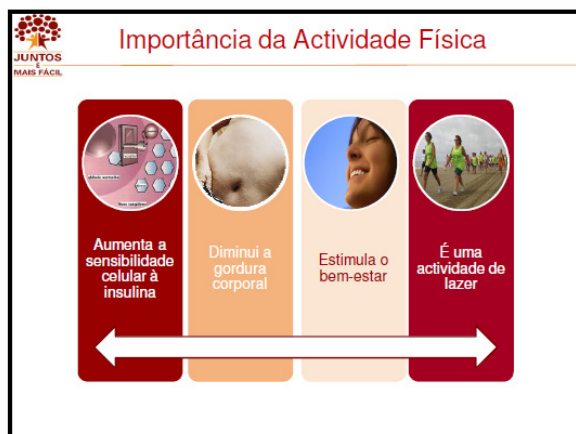 JUNTOS
É
MAIS FÁCIL
Importância da Actividade Física
Aumenta a
sensibilidade
celular à
insulina
Diminui a
gordura
corporal
Estimula o
bem-estar
É uma
actividade de
lazer